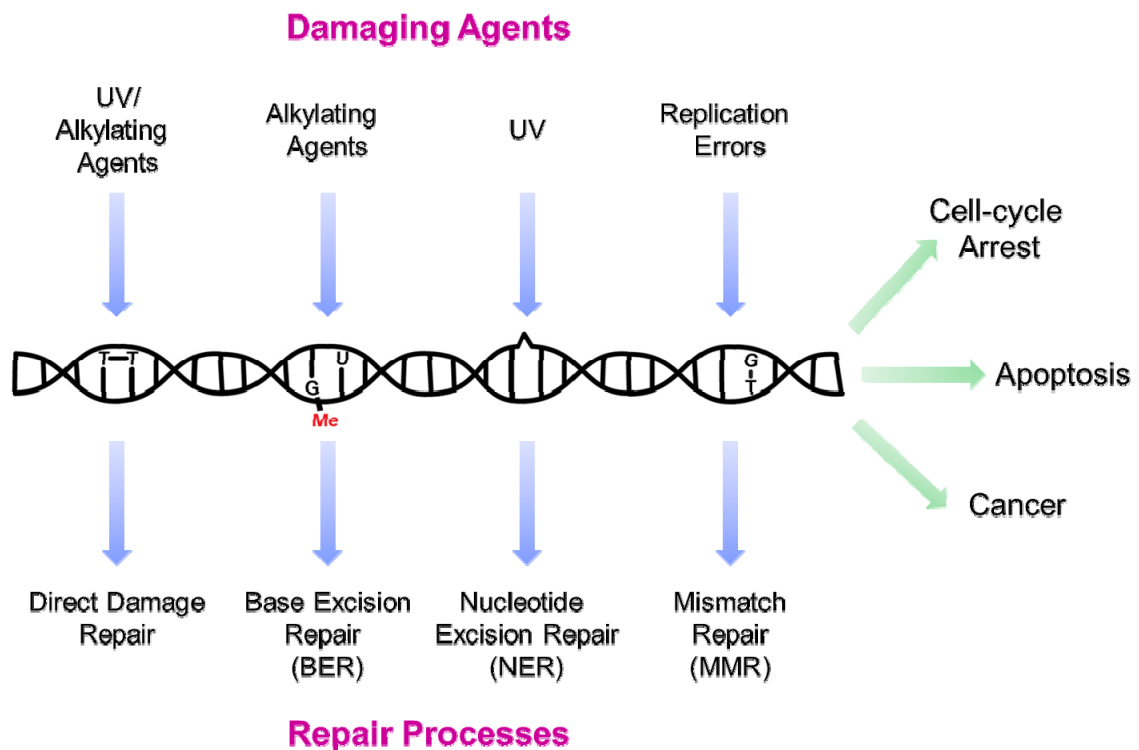 Damaging Agents
UV/
Alkylating
Agents
Alkylating
Agents
UV
Replication
Errors
Cell-cycle
Arrest
T–T
U
G
Me
G
T
Apoptosis
Cancer
Direct Damage
Repair
Base Excision
Repair
(BER)
Nucleotide
Excision Repair
(NER)
Mismatch
Repair
(MMR)
Repair Processes